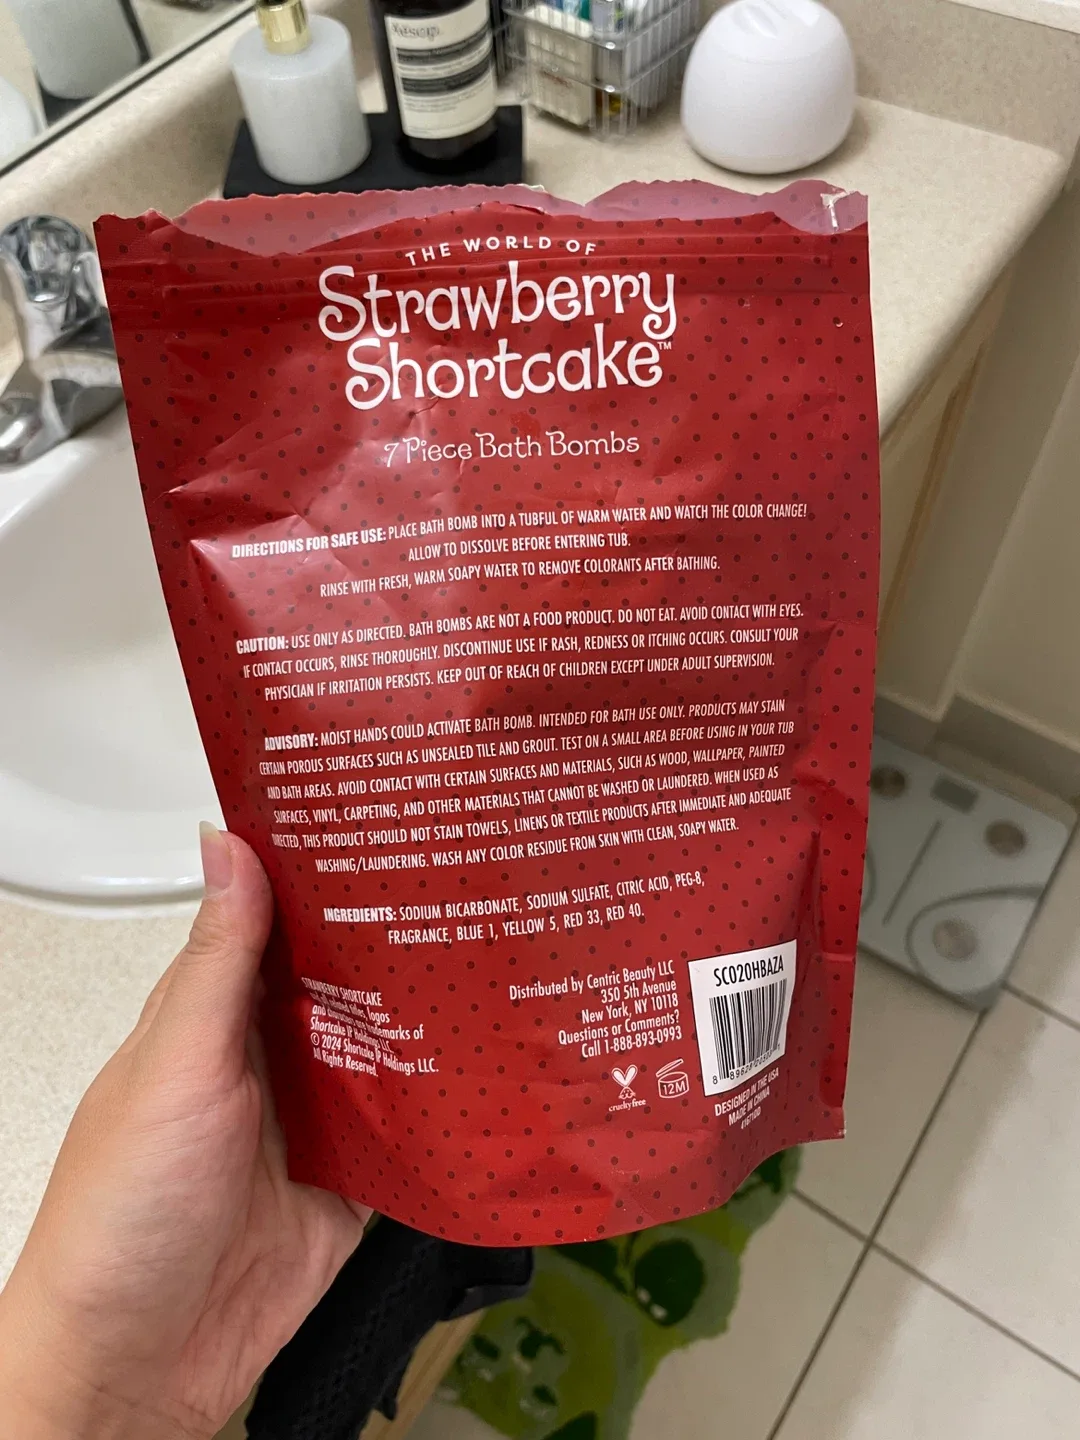 Aesop.
THE WORLD OF
Strawberry
Shortcake™
7 Piece Bath Bombs
DIRECTIONS FOR SAFE USE: PLACE BATH BOMB INTO A TUBFUL OF WARM WATER AND WATCH THE COLOR CHANGE!
ALLOW TO DISSOLVE BEFORE ENTERING TUB.
RINSE WITH FRESH, WARM SOAPY WATER TO REMOVE COLORANTS AFTER BATHING.
CAUTION: USE ONLY AS DIRECTED. BATH BOMBS ARE NOT A FOOD PRODUCT. DO NOT EAT. AVOID CONTACT WITH EYES.
IF CONTACT OCCURS, RINSE THOROUGHLY. DISCONTINUE USE IF RASH, REDNESS OR ITCHING OCCURS. CONSULT YOUR
PHYSICIAN IF IRRITATION PERSISTS. KEEP OUT OF REACH OF CHILDREN EXCEPT UNDER ADULT SUPERVISION.
ADVISORY: MOIST HANDS COULD ACTIVATE BATH BOMB. INTENDED FOR BATH USE ONLY. PRODUCTS MAY STAIN
CERTAIN POROUS SURFACES SUCH AS UNSEALED TILE AND GROUT. TEST ON A SMALL AREA BEFORE USING IN YOUR TUB
AND BATH AREAS. AVOID CONTACT WITH CERTAIN SURFACES AND MATERIALS, SUCH AS WOOD, WALLPAPER, PAINTED
SURFACES, VINYL, CARPETING, AND OTHER MATERIALS THAT CANNOT BE WASHED OR LAUNDERED. WHEN USED AS
DIRECTED, THIS PRODUCT SHOULD NOT STAIN TOWELS, LINENS OR TEXTILE PRODUCTS AFTER IMMEDIATE AND ADEQUATE
WASHING/LAUNDERING. WASH ANY COLOR RESIDUE FROM SKIN WITH CLEAN, SOAPY WATER.
INGREDIENTS: SODIUM BICARBONATE, SODIUM SULFATE, CITRIC ACID, PEG-8,
FRAGRANCE, BLUE 1, YELLOW 5, RED 33, RED 40.
STRAWBERRY SHORTCAKE
and related titles, logos
and characters are trademarks of
Shortcake IP Holdings LLC.
© 2024 Shortcake IP Holdings LLC.
All Rights Reserved.
Distributed by Centric Beauty LLC
350 5th Avenue
New York, NY 10118
Questions or Comments?
Call 1-888-893-0993
cruelty free
12M
SC020HBAZA
DESIGNED IN THE USA
MADE IN CHINA